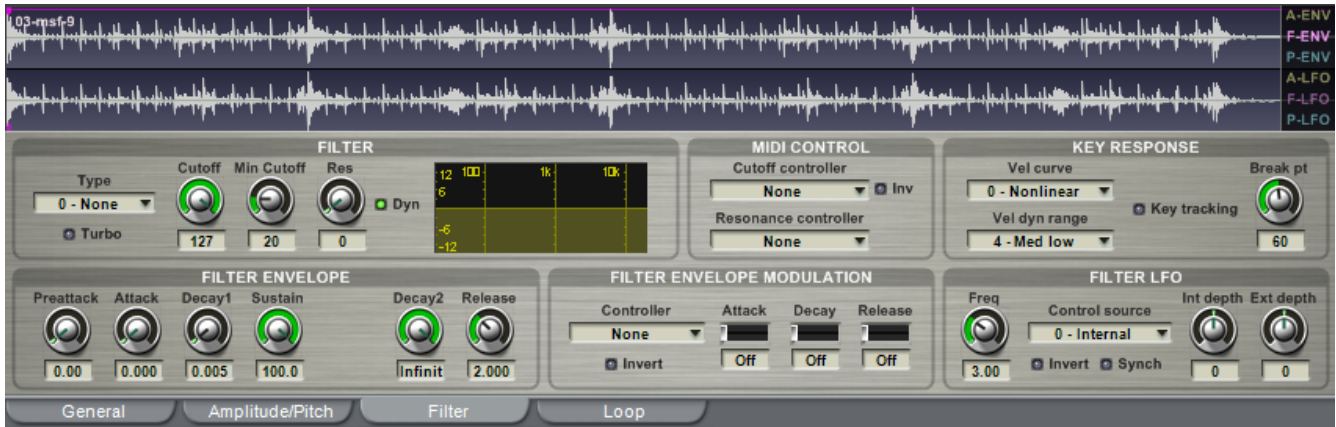 03-msf-9
A-ENV
F-ENV
P-ENV
A-LFO
F-LFO
P-LFO
FILTER
Type
0 - None
Turbo
Cutoff
127
Min Cutoff
20
Res
0
Dyn
12 100 1k 10k
6
-6
-12
MIDI CONTROL
Cutoff controller
None
Inv
Resonance controller
None
KEY RESPONSE
Vel curve
0 - Nonlinear
Vel dyn range
4 - Med low
Key tracking
Break pt
60
FILTER ENVELOPE
Preattack Attack Decay1 Sustain Decay2 Release
0.00 0.000 0.005 100.0 Infinit 2.000
FILTER ENVELOPE MODULATION
Controller
None
Invert
Attack Decay Release
Off Off Off
FILTER LFO
Freq
3.00
Control source
0 - Internal
Invert Synch
Int depth Ext depth
0 0
General Amplitude/Pitch Filter Loop